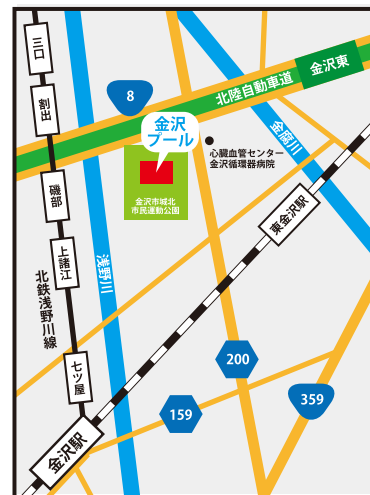 三口
割出
8
北陸自動車道
金沢東
金沢
プール
金腐川
心臓血管センター
金沢循環器病院
磯部
金沢市城北
市民運動公園
東金沢駅
上諸江
浅野川
北鉄浅野川線
七ツ屋
200
359
159
金沢駅